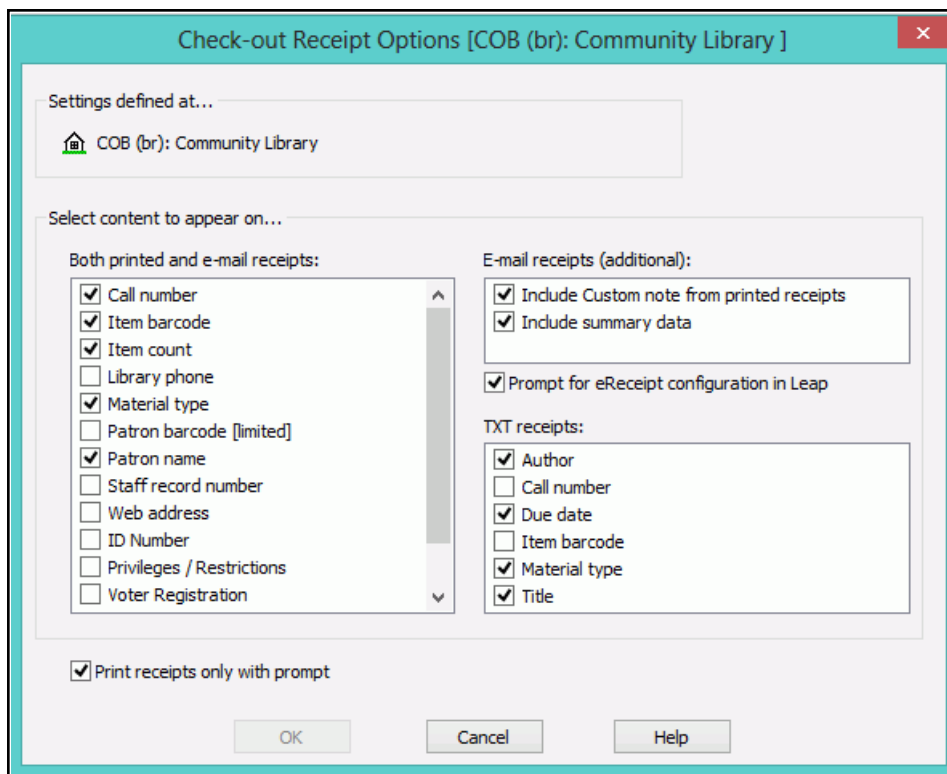 Check-out Receipt Options [COB (br): Community Library ]
Settings defined at...
COB (br): Community Library
Select content to appear on...
Both printed and e-mail receipts:
Call number
Item barcode
Item count
Library phone
Material type
Patron barcode [limited]
Patron name
Staff record number
Web address
ID Number
Privileges / Restrictions
Voter Registration
E-mail receipts (additional):
Include Custom note from printed receipts
Include summary data
Prompt for eReceipt configuration in Leap
TXT receipts:
Author
Call number
Due date
Item barcode
Material type
Title
Print receipts only with prompt
OK
Cancel
Help